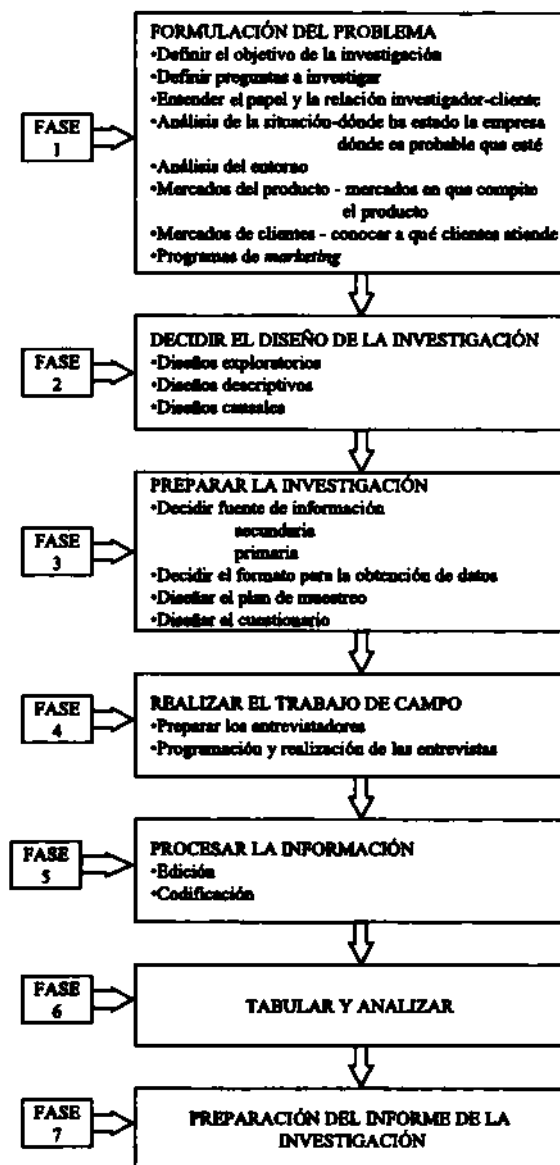 FORMULACIÓN DEL PROBLEMA
•Definir el objetivo de la investigación
•Definir preguntas a investigar
•Entender el papel y la relación investigador-cliente
FASE 1
•Análisis de la situación-dónde ha estado la empresa
dónde es probable que esté
•Análisis del entorno
•Mercados del producto - mercados en que compite
el producto
•Mercados de clientes - conocer a qué clientes atiende
•Programas de marketing
DECIDIR EL DISEÑO DE LA INVESTIGACIÓN
FASE 2
•Diseños exploratorios
•Diseños descriptivos
•Diseños causales
PREPARAR LA INVESTIGACIÓN
•Decidir fuente de información
secundaria
FASE 3
primaria
•Decidir el formato para la obtención de datos
•Diseñar el plan de muestreo
•Diseñar el cuestionario
REALIZAR EL TRABAJO DE CAMPO
FASE 4
•Preparar los entrevistadores
•Programación y realización de las entrevistas
FASE 5
PROCESAR LA INFORMACIÓN
•Edición
•Codificación
FASE 6
TABULAR Y ANALIZAR
FASE 7
PREPARACIÓN DEL INFORME DE LA
INVESTIGACIÓN